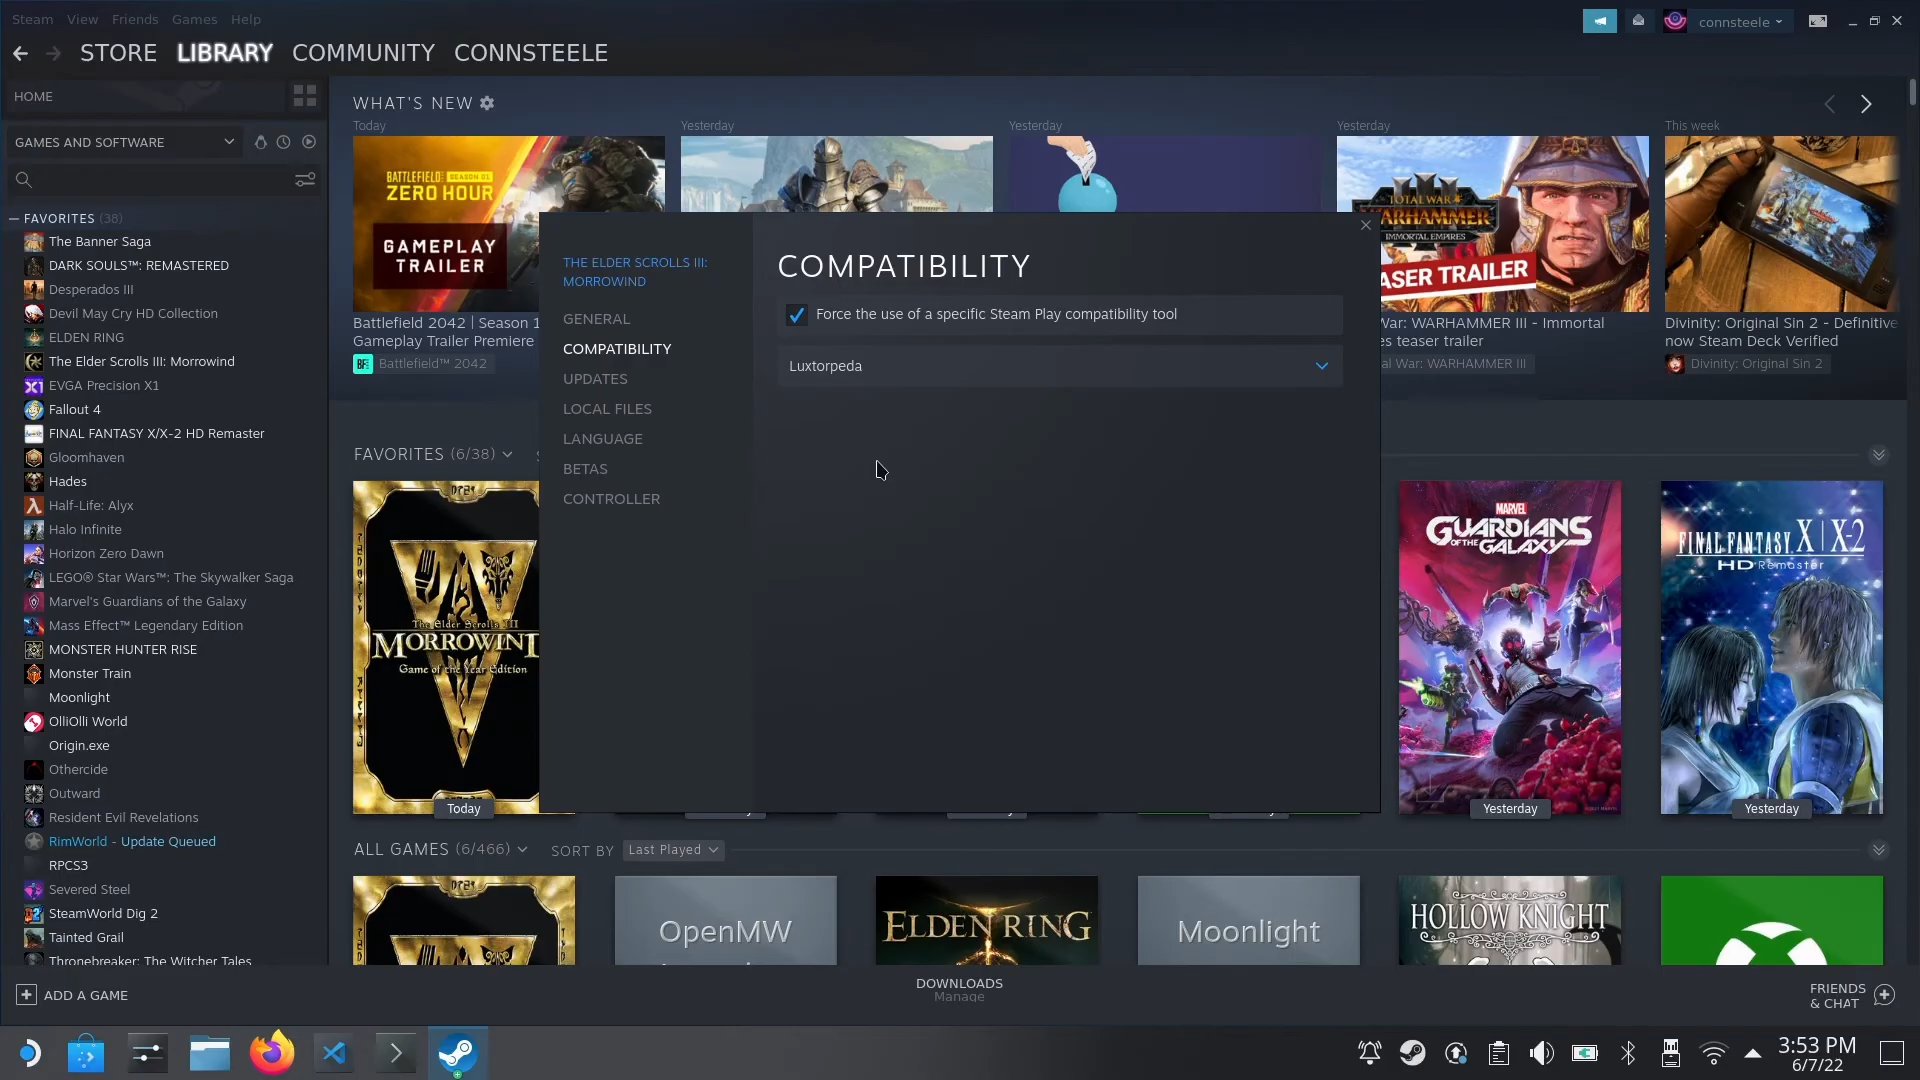 Steam View Friends Games Help
connsteele
STORE LIBRARY COMMUNITY CONNSTEELE
HOME
GAMES AND SOFTWARE
FAVORITES (38)
The Banner Saga
DARK SOULS™: REMASTERED
Desperados III
Devil May Cry HD Collection
ELDEN RING
The Elder Scrolls III: Morrowind
EVGA Precision X1
Fallout 4
FINAL FANTASY X/X-2 HD Remaster
Gloomhaven
Hades
Half-Life: Alyx
Halo Infinite
Horizon Zero Dawn
LEGO® Star Wars™: The Skywalker Saga
Marvel's Guardians of the Galaxy
Mass Effect™ Legendary Edition
MONSTER HUNTER RISE
Monster Train
Moonlight
OlliOlli World
Origin.exe
Othercide
Outward
Resident Evil Revelations
RimWorld - Update Queued
RPCS3
Severed Steel
SteamWorld Dig 2
Tainted Grail
Thronebreaker: The Witcher Tales
WHAT'S NEW
Today
Yesterday
Yesterday
Yesterday
This week
BATTLEFIELD SEASON 01
ZERO HOUR
GAMEPLAY
TRAILER
TOTAL WAR
WARHAMMER
IMMORTAL EMPIRES
ASER TRAILER
Battlefield 2042 | Season 1
Gameplay Trailer Premiere
Battlefield™ 2042
War: WARHAMMER III - Immortal
es teaser trailer
al War: WARHAMMER III
Divinity: Original Sin 2 - Definitive
now Steam Deck Verified
Divinity: Original Sin 2
THE ELDER SCROLLS III:
MORROWIND
GENERAL
COMPATIBILITY
UPDATES
LOCAL FILES
LANGUAGE
BETAS
CONTROLLER
COMPATIBILITY
Force the use of a specific Steam Play compatibility tool
Luxtorpeda
FAVORITES (6/38)
The Elder Scrolls III
MORROWIND
Game of the Year Edition
Today
MARVEL
GUARDIANS
OF THE GALAXY
Yesterday
FINAL FANTASY X | X-2
HD Remaster
Yesterday
ALL GAMES (6/466) SORT BY Last Played
OpenMW
ELDEN RING
Moonlight
HOLLOW KNIGHT
ADD A GAME
DOWNLOADS
Manage
FRIENDS
& CHAT
3:53 PM
6/7/22